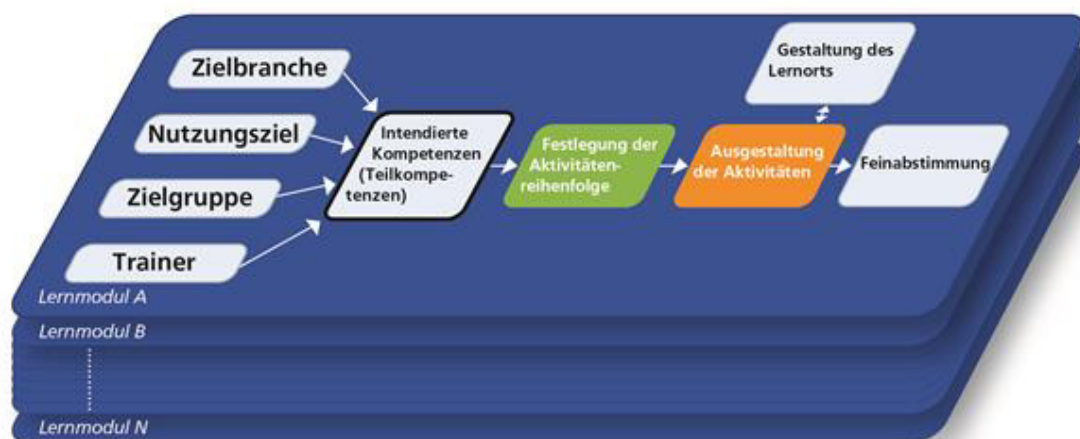 Zielbranche
Nutzungsziel
Zielgruppe
Trainer
Intendierte
Kompetenzen
(Teilkompe-
tenzen)
Festlegung der
Aktivitäten-
reihenfolge
Ausgestaltung
der Aktivitäten
Gestaltung des
Lernorts
Feinabstimmung
Lernmodul A
Lernmodul B
Lernmodul N